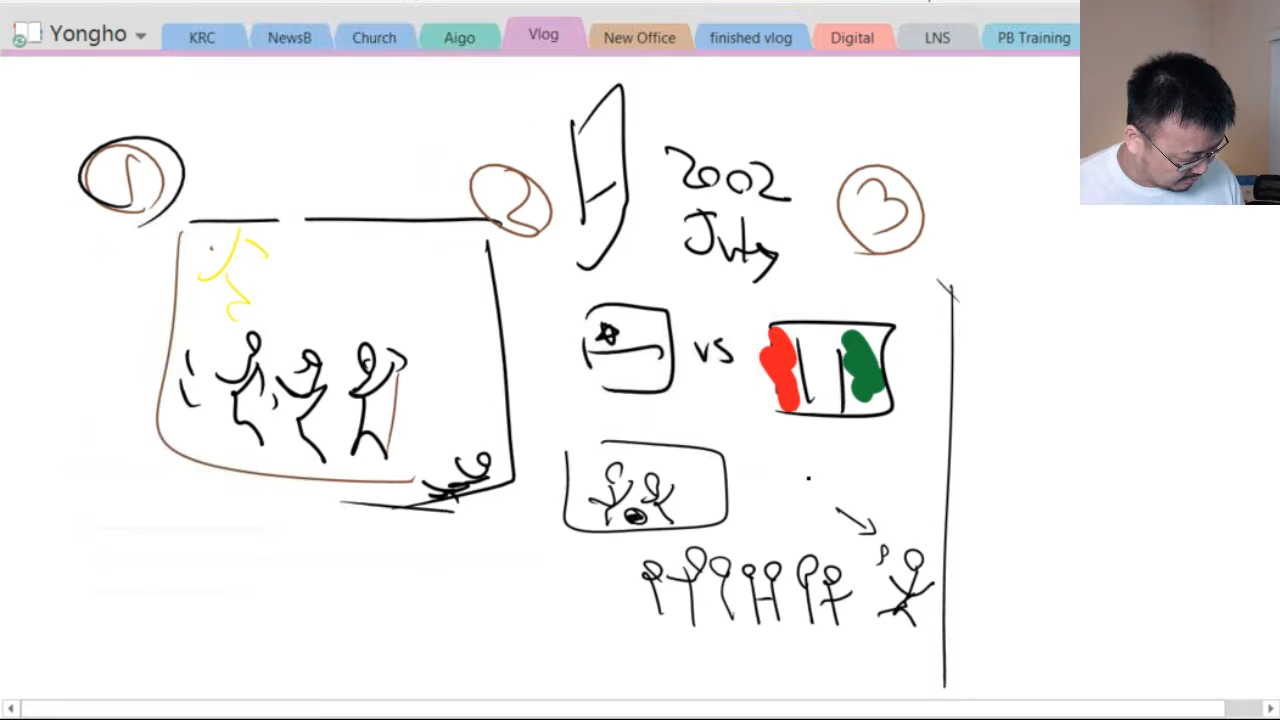 Yongho
KRC NewsB Church Aigo Vlog New Office finished vlog Digital LNS PB Training
1
2
2002
July
3
vs